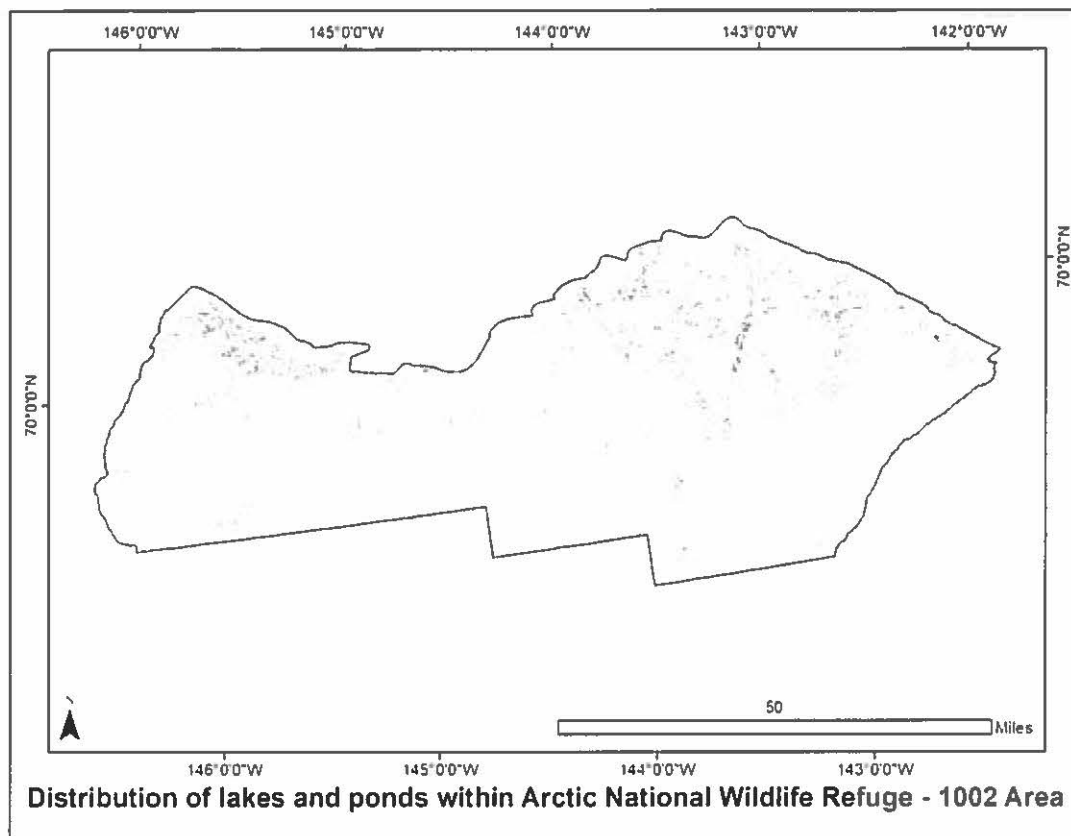 146°0'0"W 145°0'0"W 144°0'0"W 143°0'0"W 142°0'0"W
70°0'0"N
70°0'0"N
50
Miles
146°0'0"W 145°0'0"W 144°0'0"W 143°0'0"W
Distribution of lakes and ponds within Arctic National Wildlife Refuge - 1002 Area